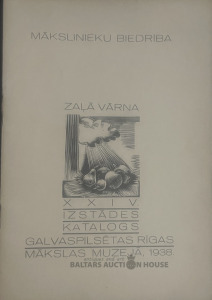 MĀKSLINIEKU BIEDRĪBA
ZAĻĀ VĀRNA
XXIV
IZSTĀDES
KATALOGS
GALVASPILSĒTAS RĪGAS
MĀKSLAS MUZEJĀ, 1938
BALTARS AUCTION HOUSE